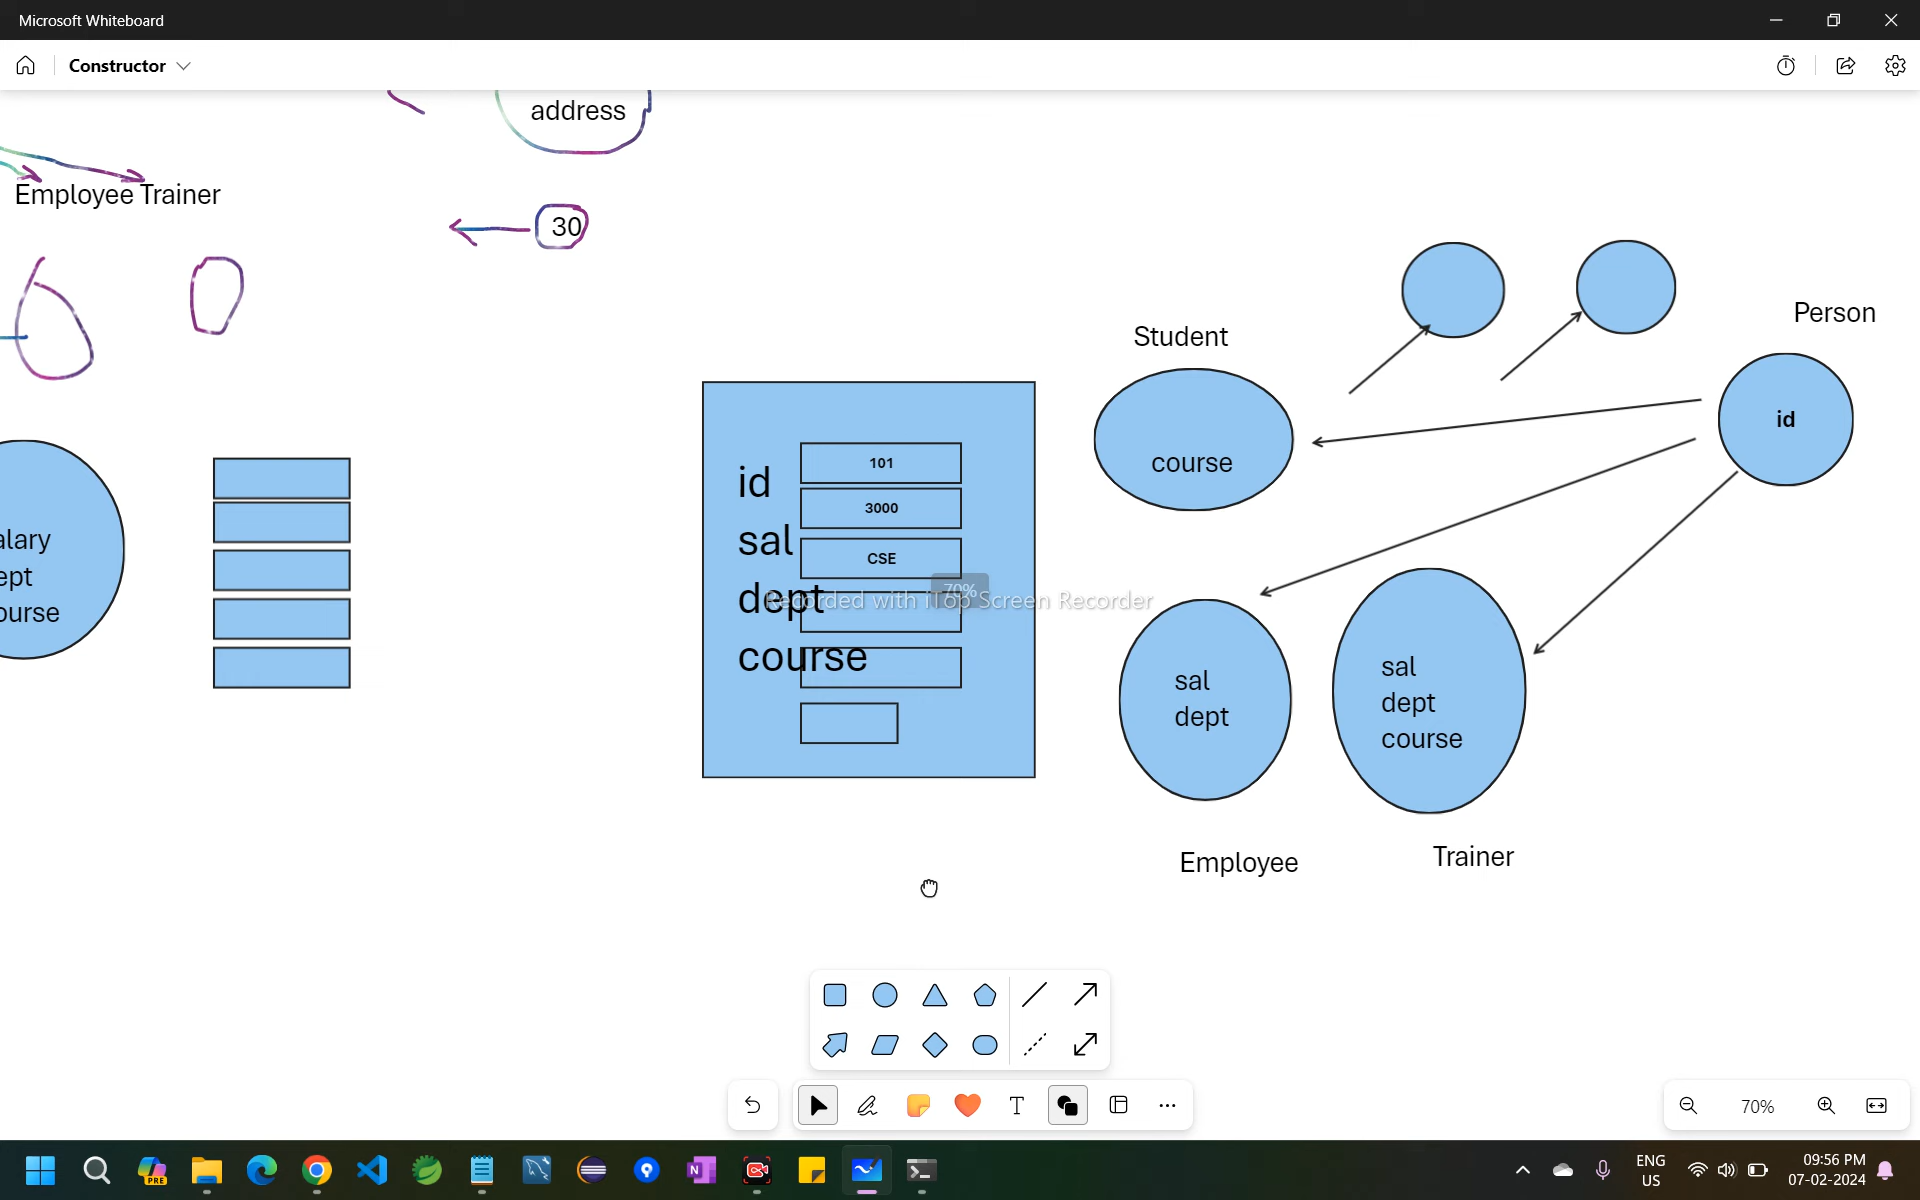 Microsoft Whiteboard
Constructor
address
Employee Trainer
30
Person
Student
id
101
course
id
3000
sal
CSE
alary
70%
ept
dept
Recorded with iTop Screen Recorder
ourse
course
sal
dept
sal
dept
course
Employee
Trainer
70%
PRE
N
ENG
US
09:56 PM
07-02-2024